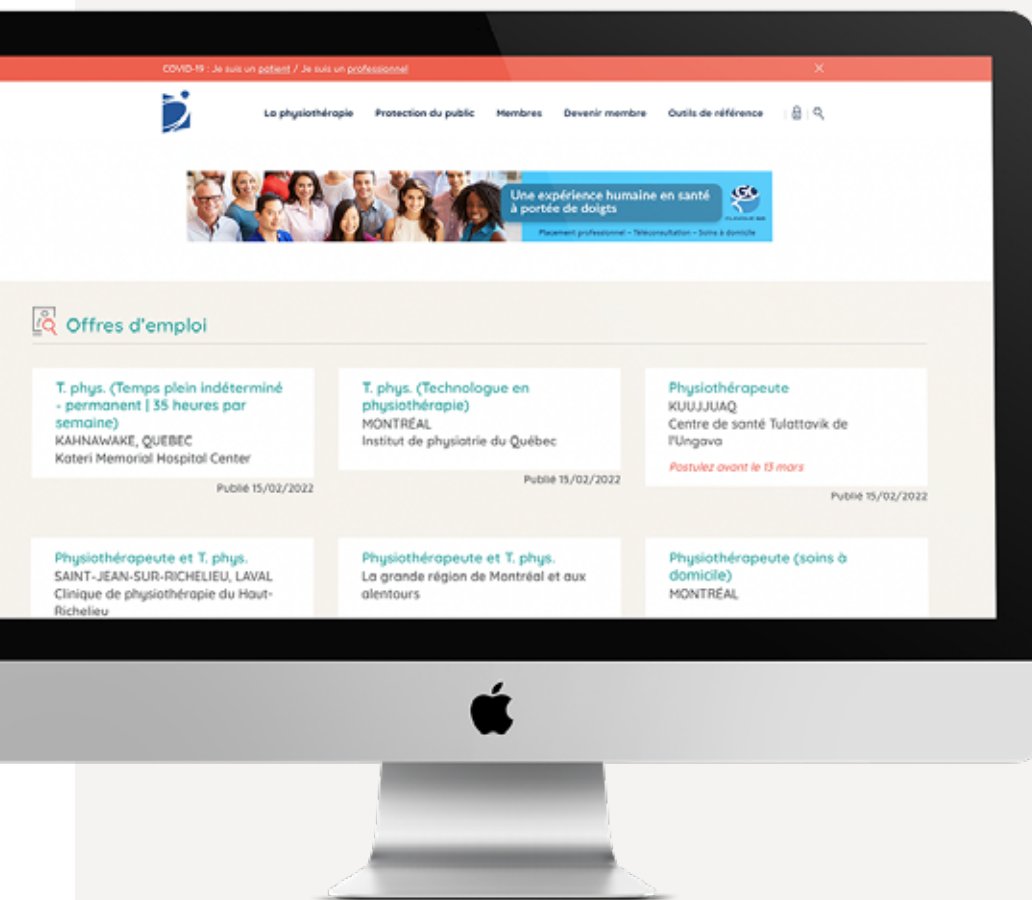 COVID-19 : Je suis un patient / Je suis un professionnel
La physiothérapie Protection du public Membres Devenir membre Outils de référence
Une expérience humaine en santé
à portée de doigts
Placement professionnel – Téléconsultation – Soins à domicile
Offres d'emploi
T. phys. (Temps plein indéterminé
- permanent | 35 heures par
semaine)
KAHNAWAKE, QUEBEC
Kateri Memorial Hospital Center
Publié 15/02/2022
T. phys. (Technologue en
physiothérapie)
MONTRÉAL
Institut de physiatrie du Québec
Publié 15/02/2022
Physiothérapeute
KUUJJUAQ
Centre de santé Tulattavik de
l'Ungava
Postulez avant le 13 mars
Publié 15/02/2022
Physiothérapeute et T. phys.
SAINT-JEAN-SUR-RICHELIEU, LAVAL
Clinique de physiothérapie du Haut-
Richelieu
Physiothérapeute et T. phys.
La grande région de Montréal et aux
alentours
Physiothérapeute (soins à
domicile)
MONTRÉAL